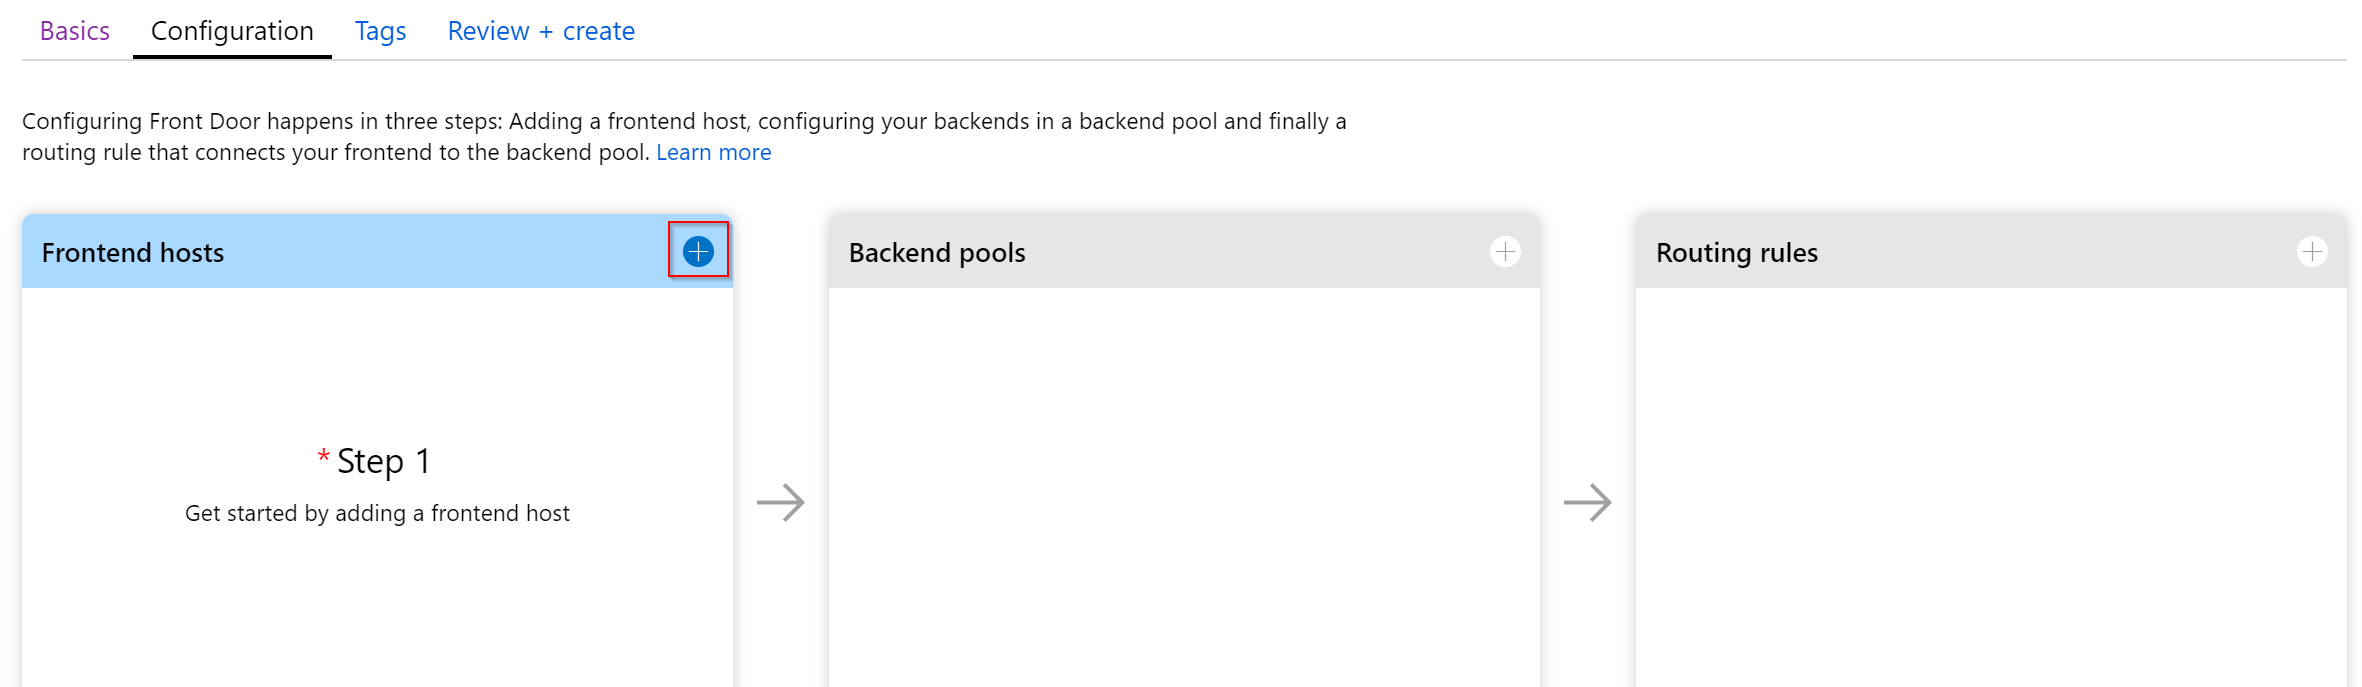 Basics Configuration Tags Review + create
Configuring Front Door happens in three steps: Adding a frontend host, configuring your backends in a backend pool and finally a
routing rule that connects your frontend to the backend pool. Learn more
Frontend hosts
Backend pools
Routing rules
* Step 1
Get started by adding a frontend host